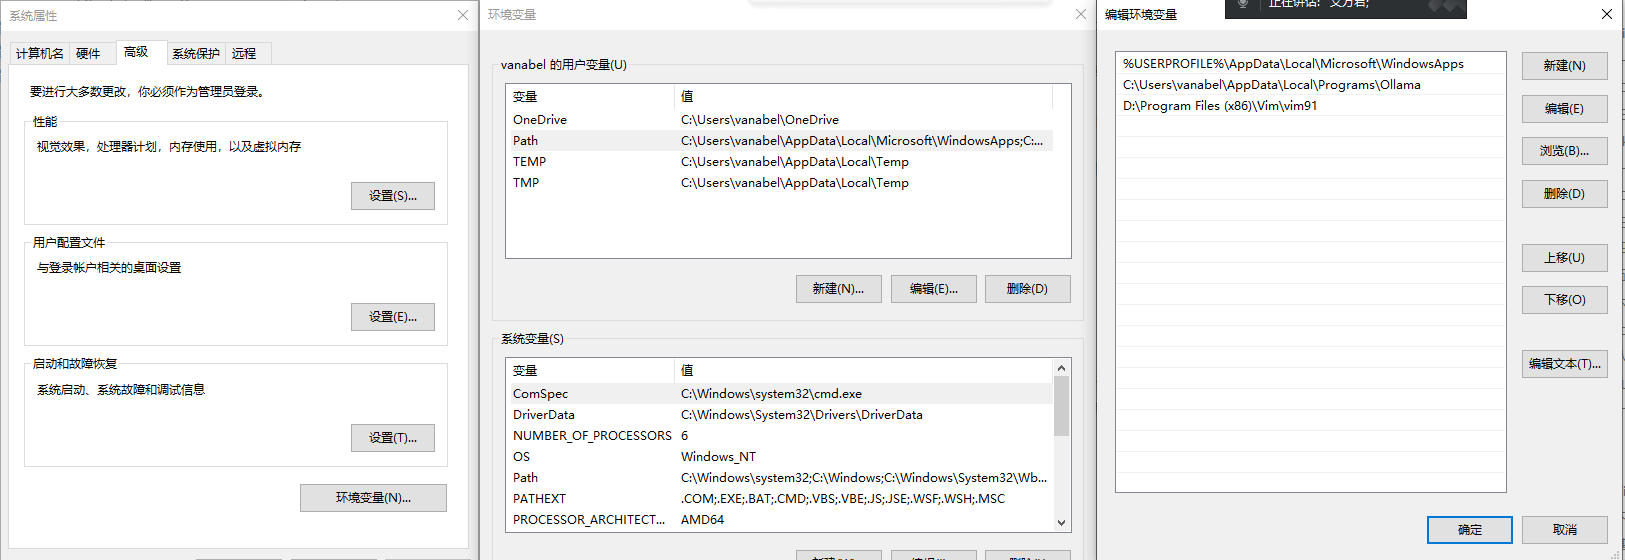 系统属性
计算机名 硬件 高级 系统保护 远程
要进行大多数更改，你必须作为管理员登录。
性能
视觉效果，处理器计划，内存使用，以及虚拟内存
设置(S)...
用户配置文件
与登录帐户相关的桌面设置
设置(E)...
启动和故障恢复
系统启动、系统故障和调试信息
设置(T)...
环境变量(N)...
环境变量
vanabel 的用户变量(U)
变量 值
OneDrive C:\Users\vanabel\OneDrive
Path C:\Users\vanabel\AppData\Local\Microsoft\WindowsApps;C:...
TEMP C:\Users\vanabel\AppData\Local\Temp
TMP C:\Users\vanabel\AppData\Local\Temp
新建(N)... 编辑(E)... 删除(D)
系统变量(S)
变量 值
ComSpec C:\Windows\system32\cmd.exe
DriverData C:\Windows\System32\Drivers\DriverData
NUMBER_OF_PROCESSORS 6
OS Windows_NT
Path C:\Windows\system32;C:\Windows;C:\Windows\System32\Wb...
PATHEXT .COM;.EXE;.BAT;.CMD;.VBS;.VBE;.JS;.JSE;.WSF;.WSH;.MSC
PROCESSOR_ARCHITECT... AMD64
编辑环境变量
正在讲话:
%USERPROFILE%\AppData\Local\Microsoft\WindowsApps
C:\Users\vanabel\AppData\Local\Programs\Ollama
D:\Program Files (x86)\Vim\vim91
新建(N)
编辑(E)
浏览(B)...
删除(D)
上移(U)
下移(O)
编辑文本(T)...
确定 取消